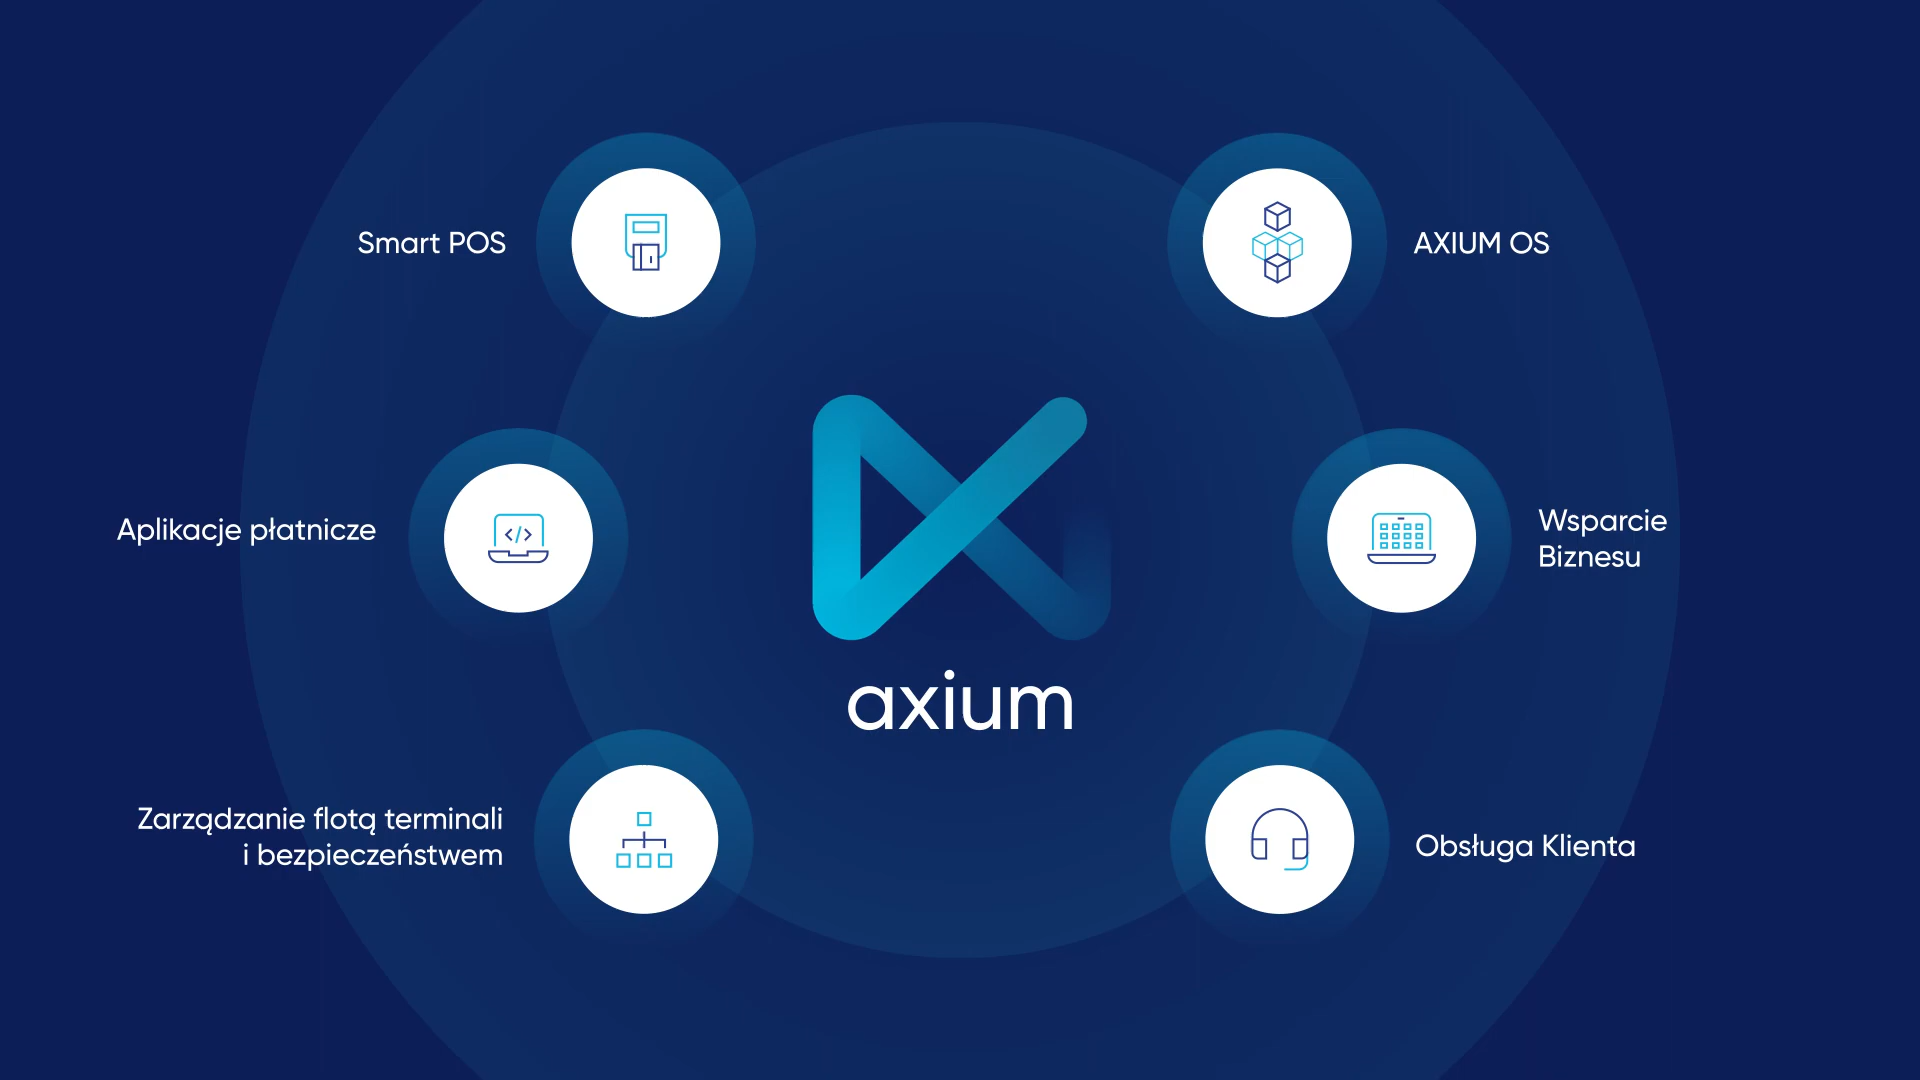 Smart POS
AXIUM OS
Aplikacje płatnicze
Wsparcie
Biznesu
axium
Zarządzanie flotą terminali
i bezpieczeństwem
Obsługa Klienta